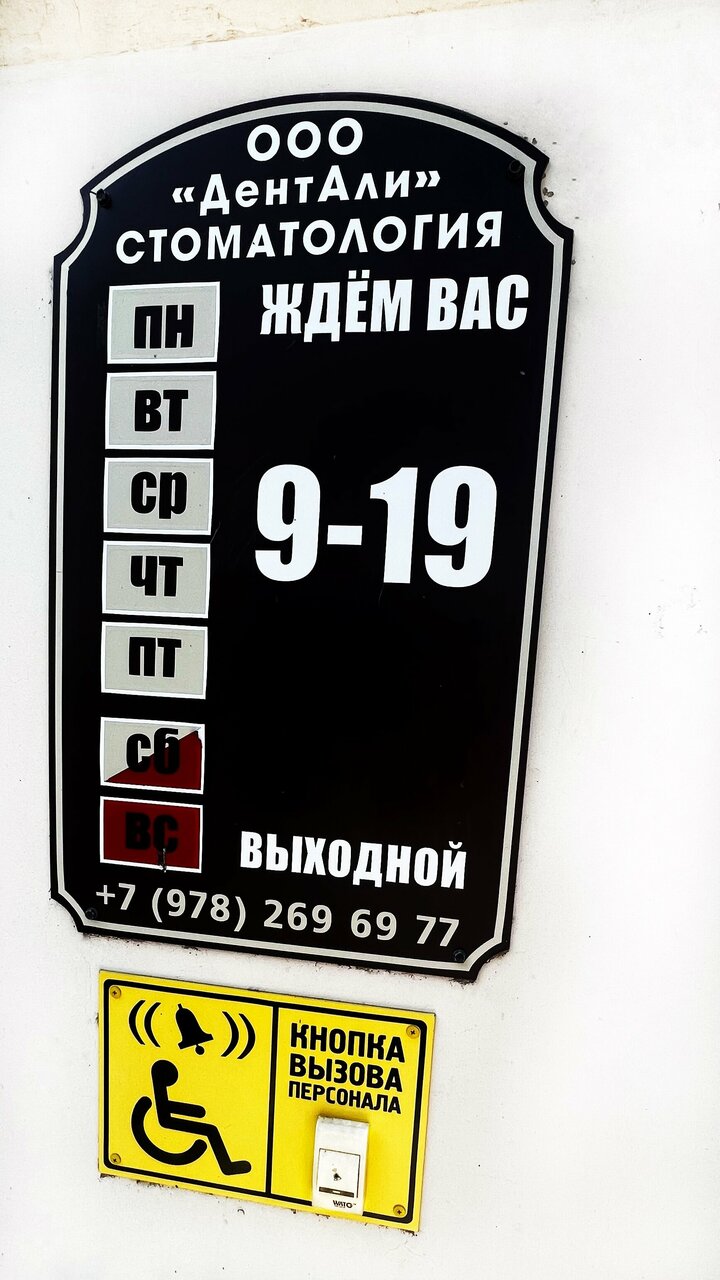 ООО
«ДентАли»
СТОМАТОЛОГИЯ
ЖДЁМ ВАС
пн
вт
ср
9-19
чт
пт
сб
вс
ВЫХОДНОЙ
+7 (978) 269 69 77
КНОПКА
ВЫЗОВА
ПЕРСОНАЛА